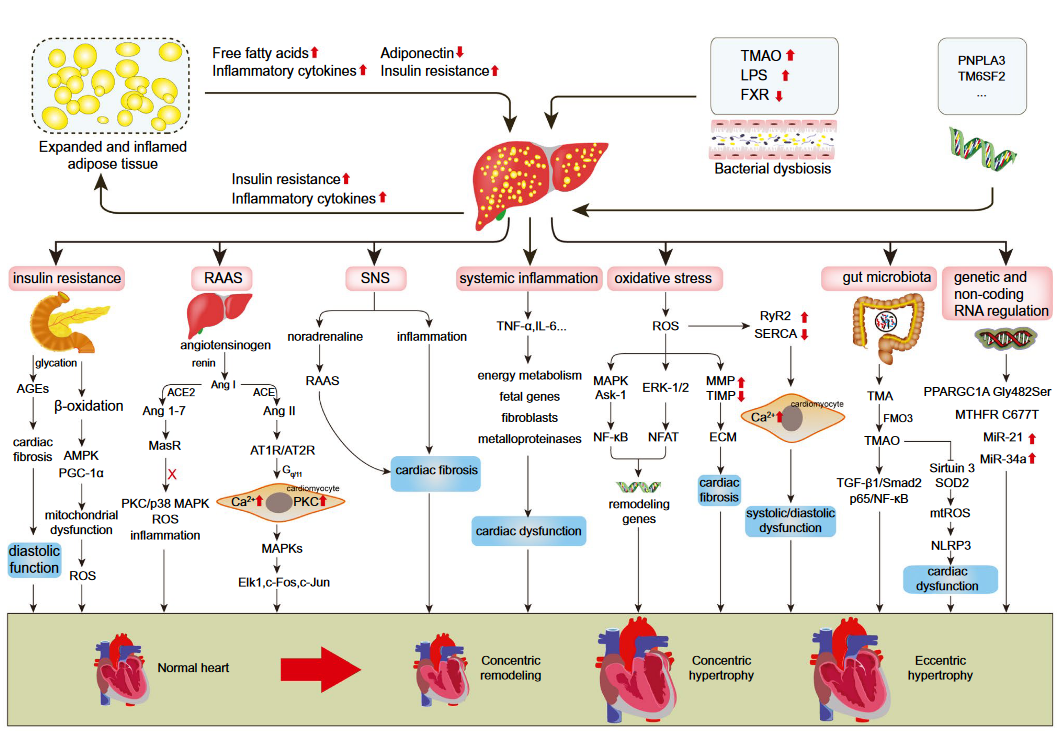 Free fatty acids
Inflammatory cytokines
Adiponectin
Insulin resistance
TMAO
LPS
FXR
PNPLA3
TM6SF2
...
Expanded and inflamed
adipose tissue
Bacterial dysbiosis
Insulin resistance
Inflammatory cytokines
insulin resistance
RAAS
SNS
systemic inflammation
oxidative stress
gut microbiota
genetic and
non-coding
RNA regulation
glycation
AGEs
β-oxidation
cardiac
fibrosis
AMPK
PGC-1α
mitochondrial
dysfunction
diastolic
function
ROS
angiotensinogen
renin
Ang I
ACE2
ACE
Ang 1-7
Ang II
MasR
AT1R/AT2R
X
Gq/11
PKC/p38 MAPK
ROS
inflammation
cardiomyocyte
Ca2+
PKC
MAPKs
Elk1,c-Fos,c-Jun
noradrenaline
inflammation
RAAS
cardiac fibrosis
TNF-α,IL-6...
energy metabolism
fetal genes
fibroblasts
metalloproteinases
cardiac dysfunction
ROS
RyR2
SERCA
MAPK
Ask-1
ERK-1/2
MMP
TIMP
NF-κB
NFAT
ECM
remodeling
genes
cardiac
fibrosis
cardiomyocyte
Ca2+
systolic/diastolic
dysfunction
TMA
FMO3
TMAO
TGF-β1/Smad2
p65/NF-κB
Sirtuin 3
SOD2
mtROS
NLRP3
cardiac
dysfunction
PPARGC1A Gly482Ser
MTHFR C677T
MiR-21
MiR-34a
Normal heart
Concentric
remodeling
Concentric
hypertrophy
Eccentric
hypertrophy